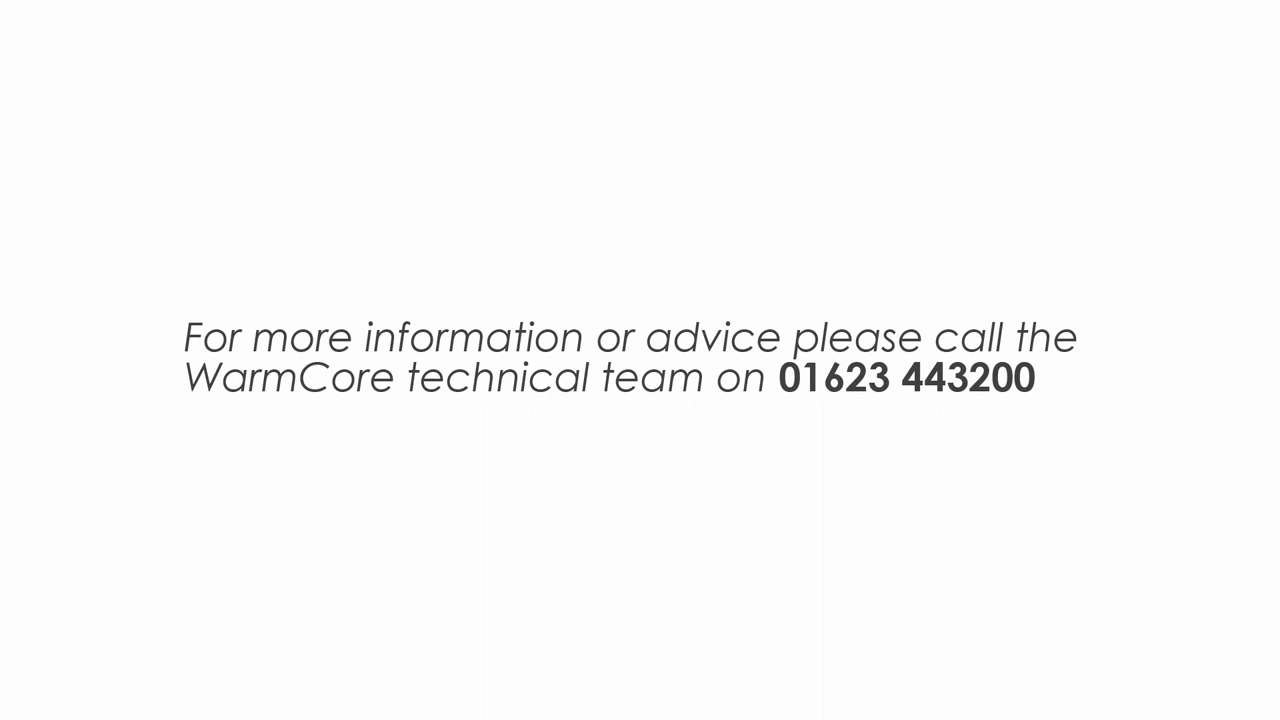 For more information or advice please call the
WarmCore technical team on 01623 443200